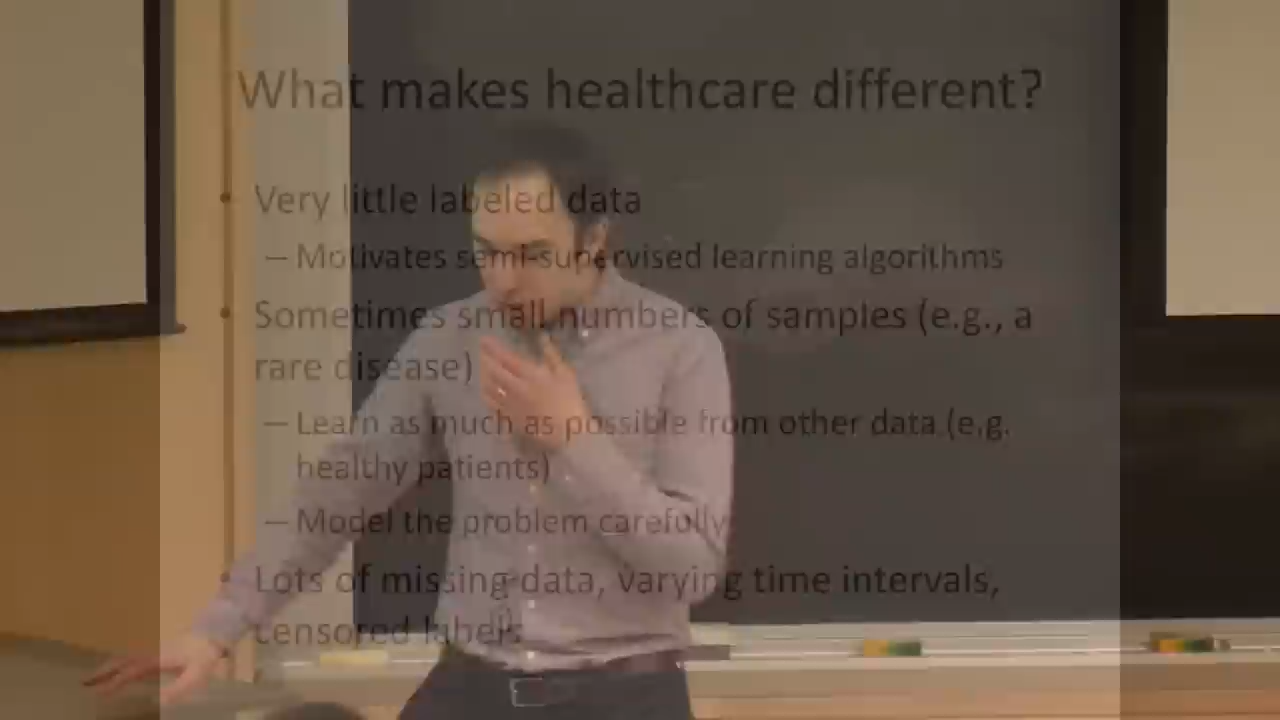 What makes healthcare different?
• Very little labeled data
– Motivates semi-supervised learning algorithms
• Sometimes small numbers of samples (e.g., a
rare disease)
– Learn as much as possible from other data (e.g.
healthy patients)
– Model the problem carefully
• Lots of missing data, varying time intervals,
censored labels